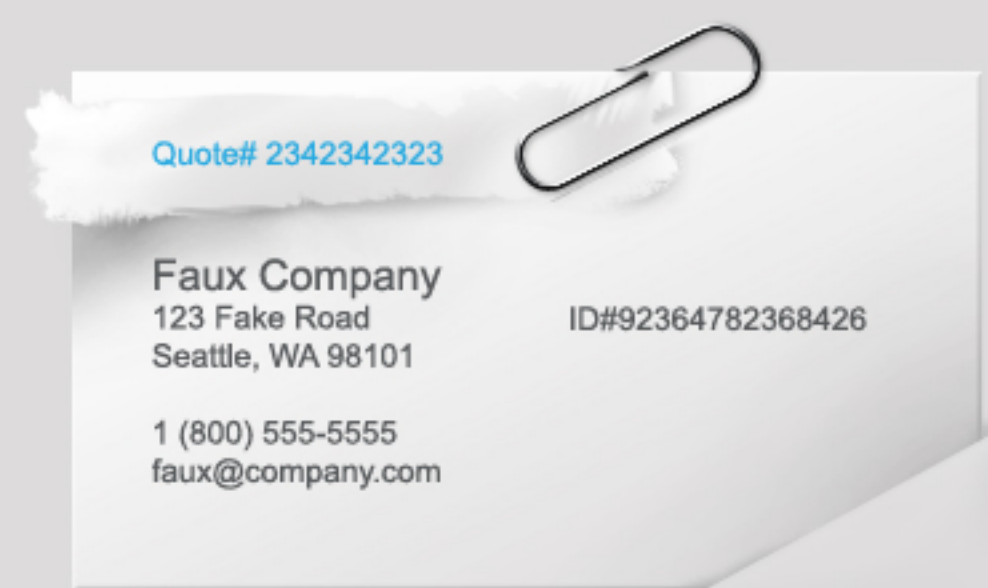 Quote# 2342342323
Faux Company
123 Fake Road
ID#92364782368426
Seattle, WA 98101
1 (800) 555-5555
faux@company.com